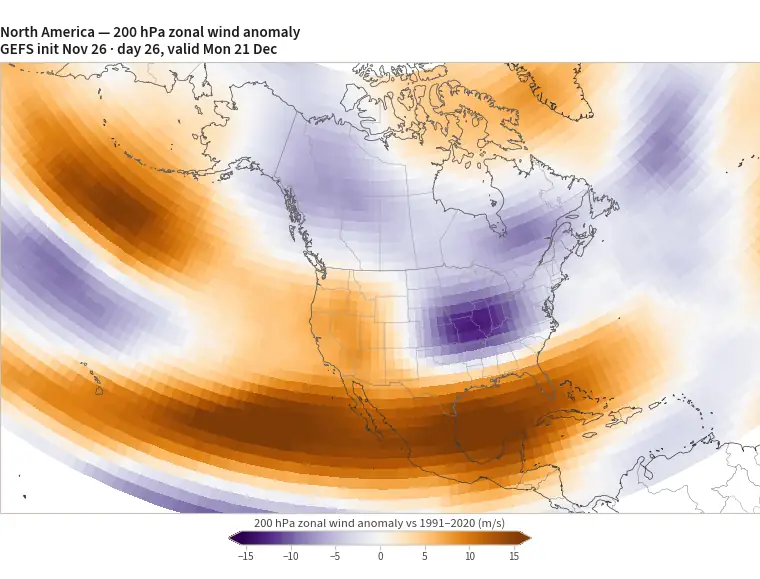 North America — 200 hPa zonal wind anomaly
GEFS init Nov 26 · day 26, valid Mon 21 Dec
200 hPa zonal wind anomaly vs 1991–2020 (m/s)
−15 −10 −5 0 5 10 15